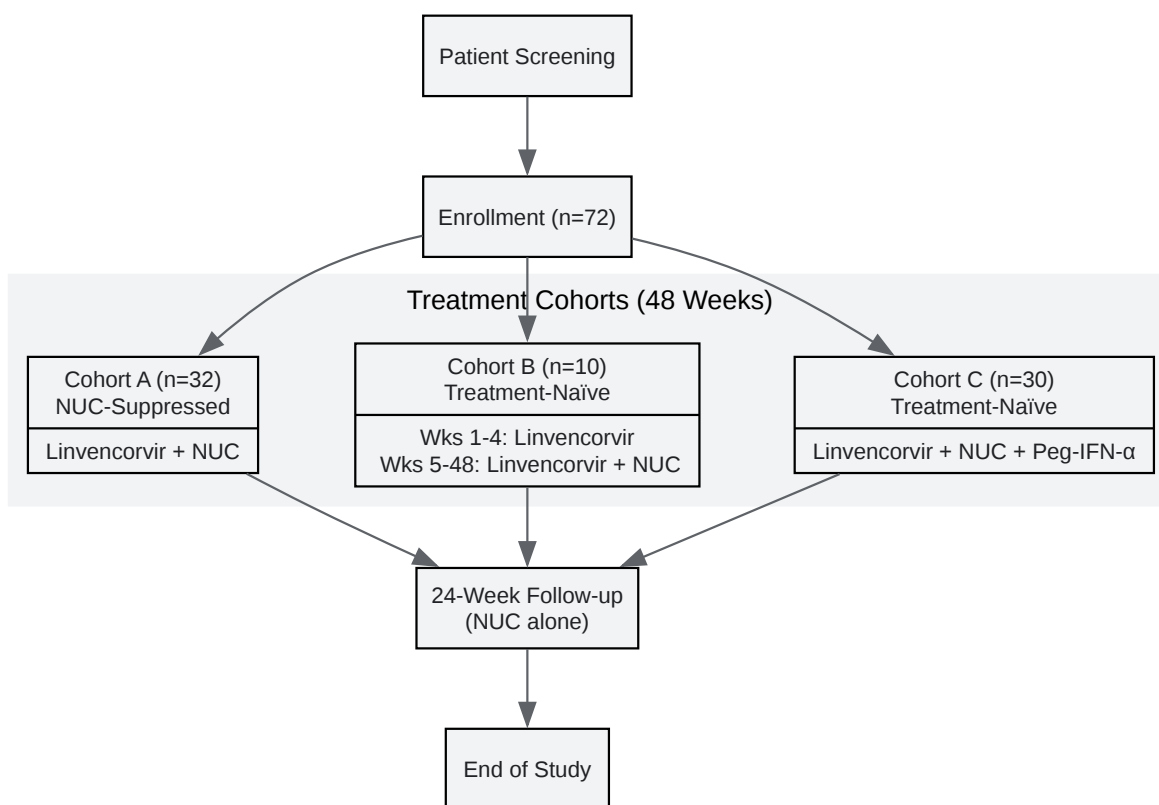 Patient Screening
Enrollment (n=72)
Treatment Cohorts (48 Weeks)
Cohort A (n=32)
NUC-Suppressed
Linvencorvir + NUC
Cohort B (n=10)
Treatment-Naïve
Wks 1-4: Linvencorvir
Wks 5-48: Linvencorvir + NUC
Cohort C (n=30)
Treatment-Naïve
Linvencorvir + NUC + Peg-IFN-α
24-Week Follow-up
(NUC alone)
End of Study